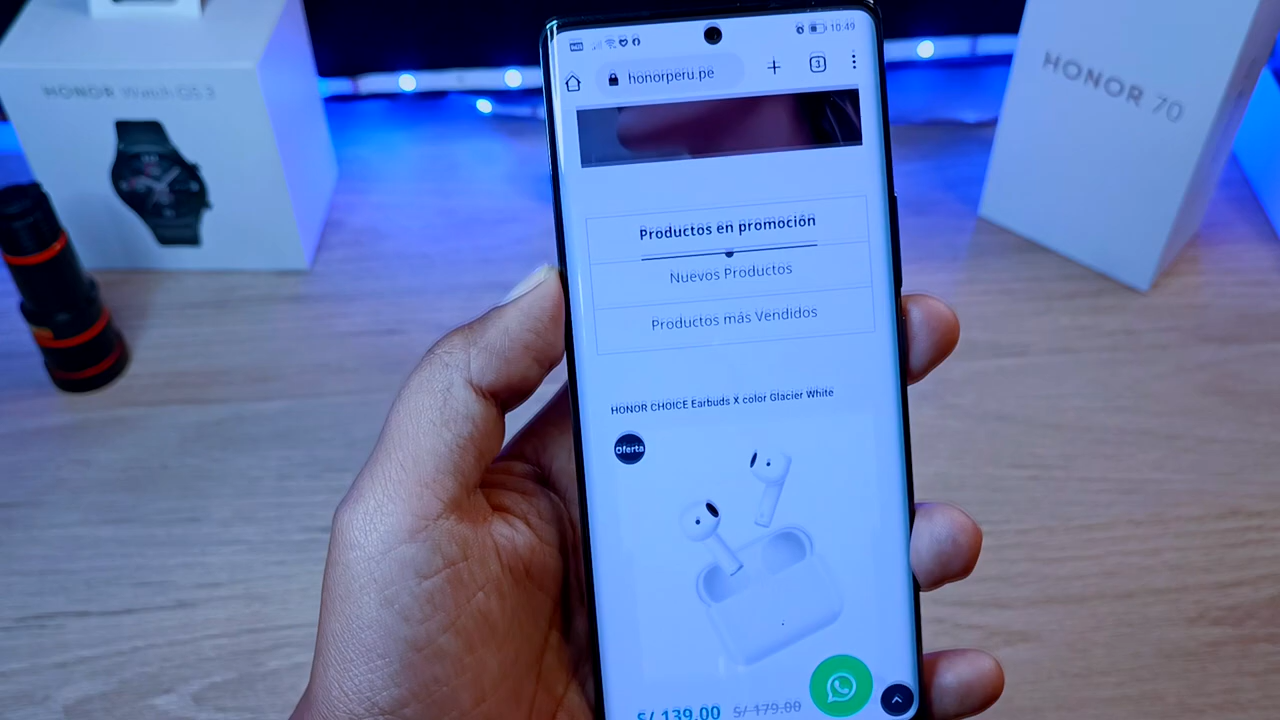 HONOR Watch GS 3
HONOR 70
10:49
honorperu.pe
3
Productos en promoción
Nuevos Productos
Productos más Vendidos
HONOR CHOICE Earbuds X color Glacier White
Oferta
S/ 139.00 S/ 179.00